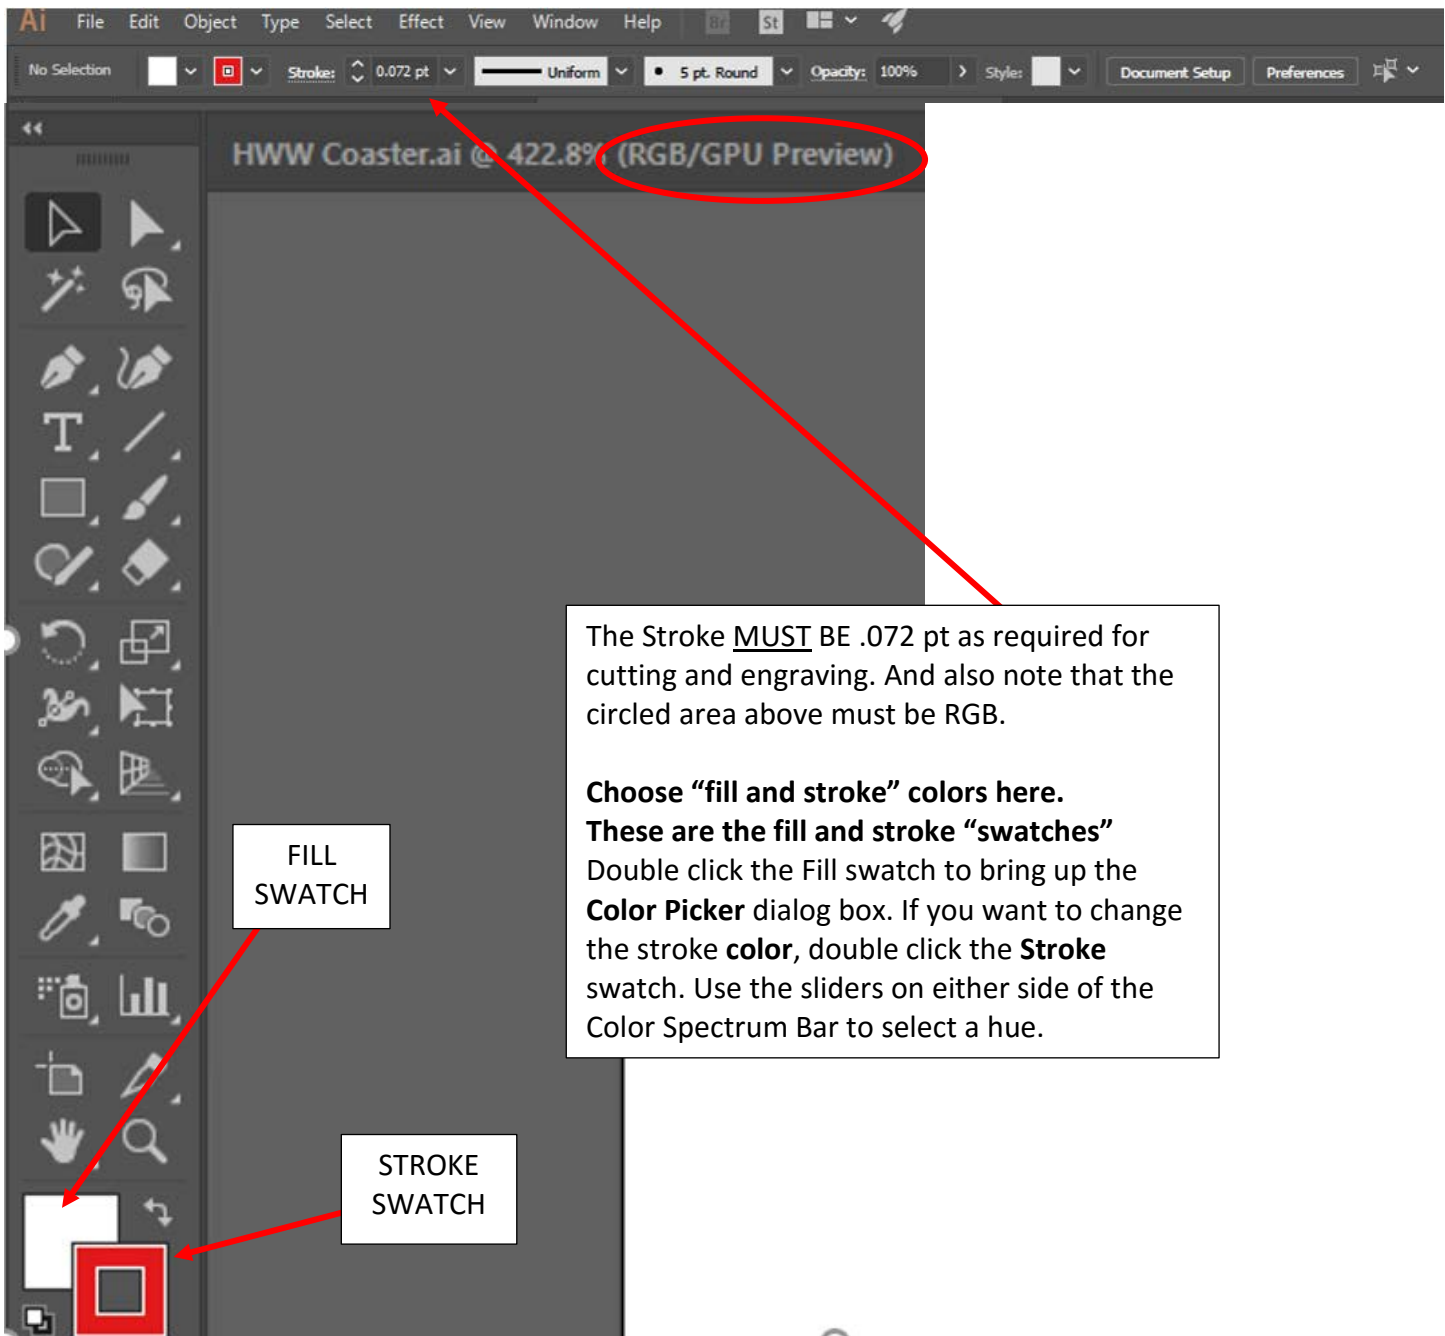 Ai File Edit Object Type Select Effect View Window Help Br St
No Selection Stroke: 0.072 pt Uniform 5 pt. Round Opacity: 100% Style: Document Setup Preferences
HWW Coaster.ai @ 422.8% (RGB/GPU Preview)
The Stroke MUST BE .072 pt as required for
cutting and engraving. And also note that the
circled area above must be RGB.
Choose “fill and stroke” colors here.
These are the fill and stroke “swatches”
Double click the Fill swatch to bring up the
Color Picker dialog box. If you want to change
the stroke color, double click the Stroke
swatch. Use the sliders on either side of the
Color Spectrum Bar to select a hue.
FILL
SWATCH
STROKE
SWATCH